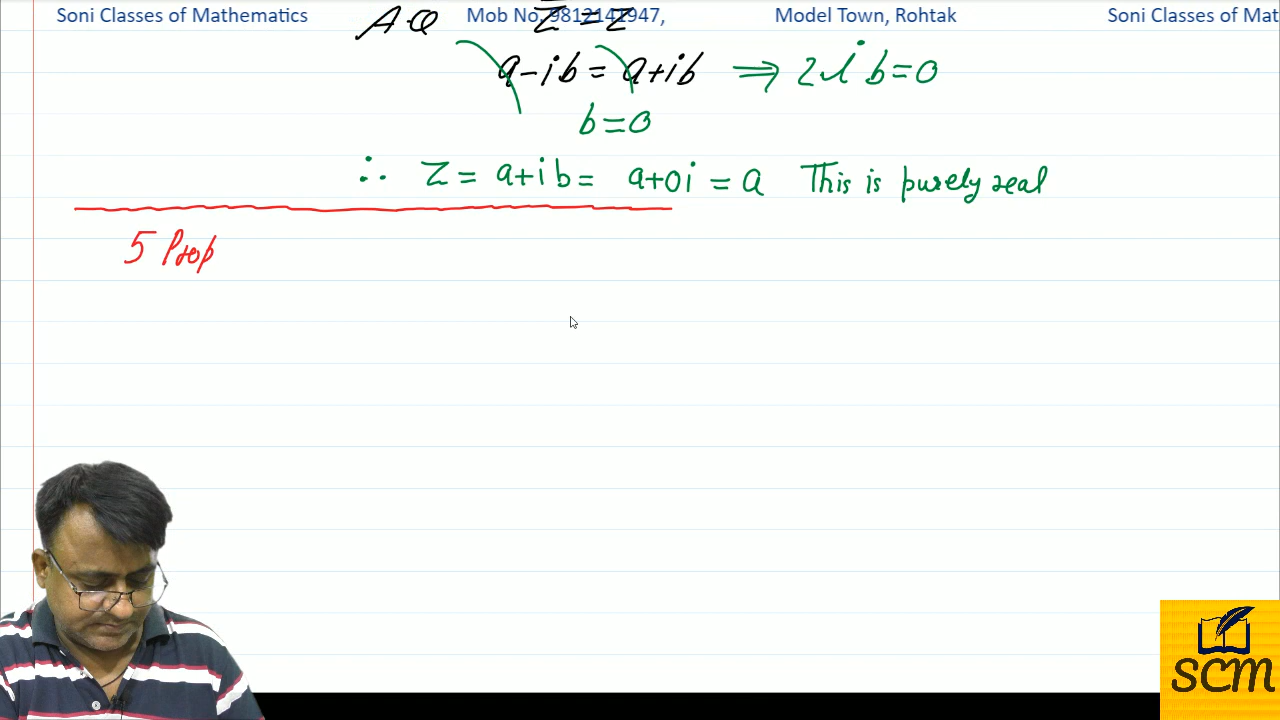 Soni Classes of Mathematics Mob No, 9812141947, Model Town, Rohtak Soni Classes of Mat
A·Q z̅ = z
a-ib = a+ib ⟹ 2ib=0
b=0
∴ z = a+ib = a+0i = a This is purely real
5 Prop
SCM